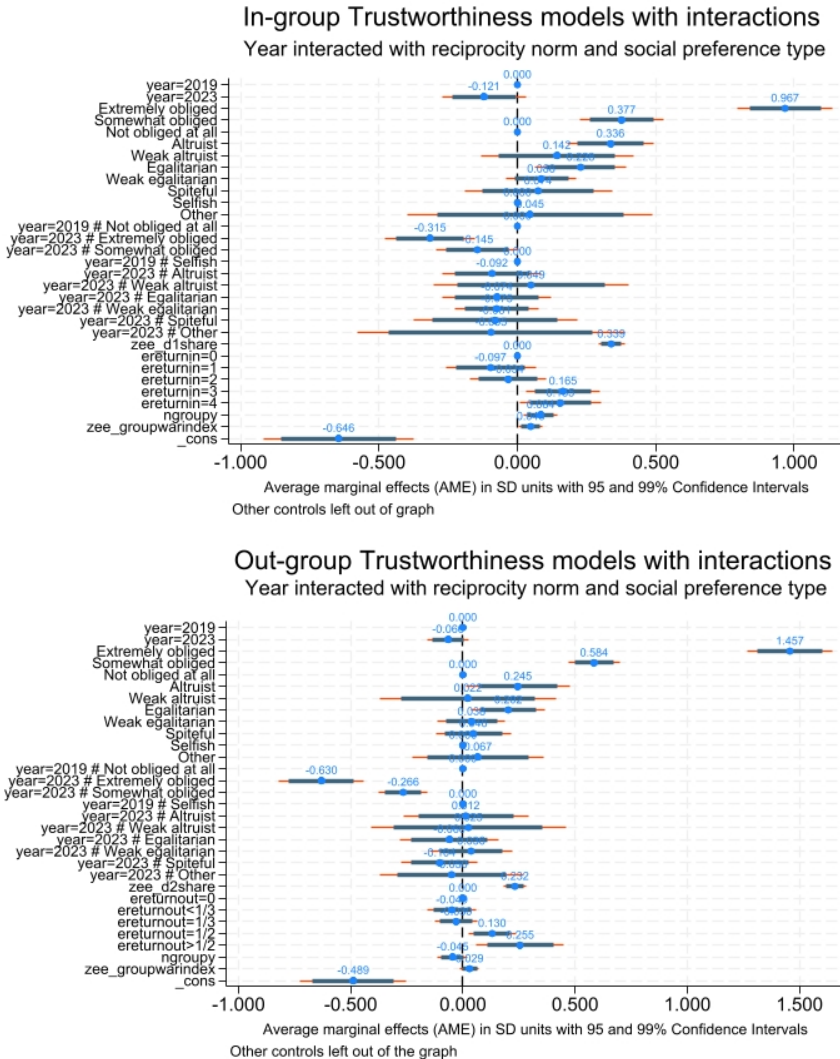 In-group Trustworthiness models with interactions
Year interacted with reciprocity norm and social preference type
0.000
year=2019
-0.121
year=2023
0.967
Extremely obliged
0.377
Somewhat obliged
0.000
Not obliged at all
0.336
Altruist
0.142
Weak altruist
Egalitarian
Weak egalitarian
Spiteful
Selfish
0.045
Other
year=2019 # Not obliged at all
-0.315
year=2023 # Extremely obliged
-0.145
year=2023 # Somewhat obliged
0.000
year=2019 # Selfish
-0.092
year=2023 # Altruist
0.049
year=2023 # Weak altruist
year=2023 # Egalitarian
year=2023 # Weak egalitarian
year=2023 # Spiteful
year=2023 # Other
0.339
zee_d1share
0.000
ereturnin=0
-0.097
ereturnin=1
ereturnin=2
0.165
ereturnin=3
ereturnin=4
ngroupy
zee_groupwarindex
-0.646
_cons
-1.000 -0.500 0.000 0.500 1.000
Average marginal effects (AME) in SD units with 95 and 99% Confidence Intervals
Other controls left out of graph
Out-group Trustworthiness models with interactions
Year interacted with reciprocity norm and social preference type
0.000
year=2019
year=2023
1.457
Extremely obliged
0.584
Somewhat obliged
0.000
Not obliged at all
0.245
Altruist
0.022
Weak altruist
Egalitarian
Weak egalitarian
Spiteful
Selfish
0.067
Other
year=2019 # Not obliged at all
-0.630
year=2023 # Extremely obliged
-0.266
year=2023 # Somewhat obliged
0.000
year=2019 # Selfish
0.012
year=2023 # Altruist
year=2023 # Weak altruist
year=2023 # Egalitarian
year=2023 # Weak egalitarian
year=2023 # Spiteful
year=2023 # Other
0.232
zee_d2share
0.000
ereturnout=0
ereturnout<1/3
ereturnout=1/3
0.130
ereturnout=1/2
0.255
ereturnout>1/2
-0.045
ngroupy
0.029
zee_groupwarindex
-0.489
_cons
-1.000 -0.500 0.000 0.500 1.000 1.500
Average marginal effects (AME) in SD units with 95 and 99% Confidence Intervals
Other controls left out of the graph